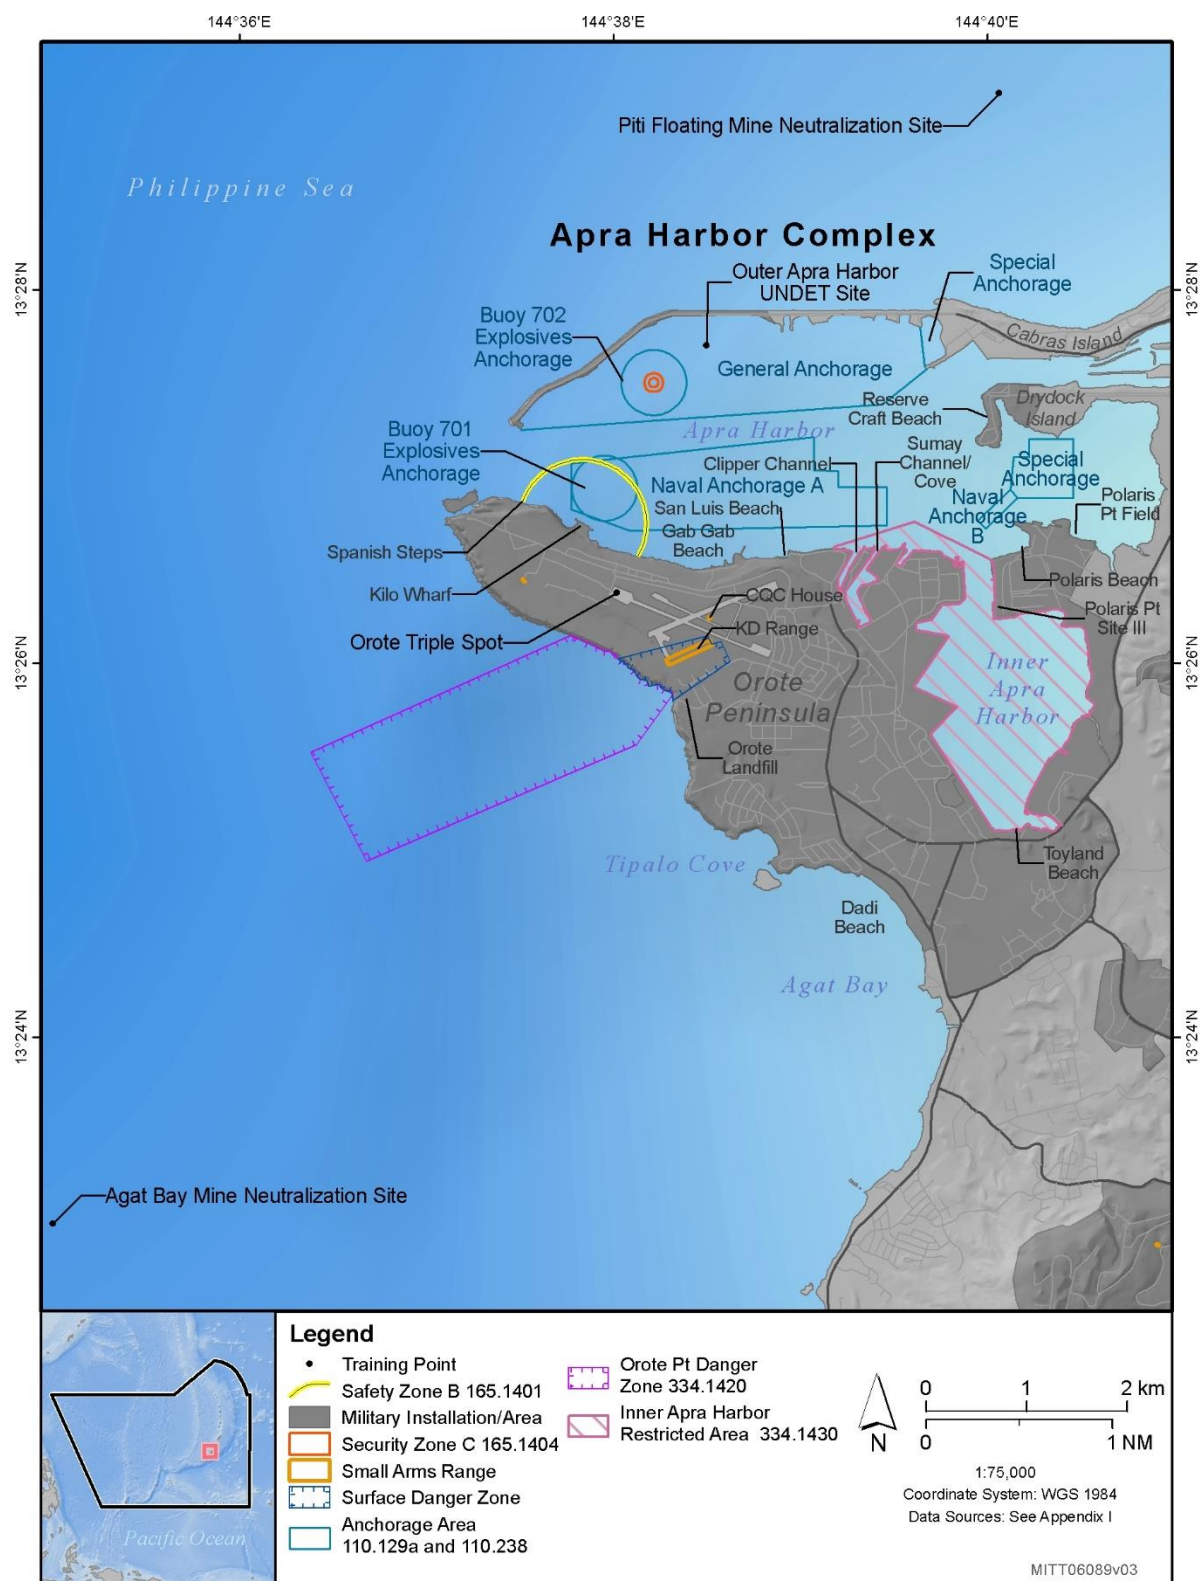 144°36'E
144°38'E
144°40'E
Piti Floating Mine Neutralization Site
Philippine Sea
Apra Harbor Complex
13°28'N
13°28'N
Outer Apra Harbor
UNDET Site
Special
Anchorage
Buoy 702
Explosives
Anchorage
Cabras Island
General Anchorage
Reserve
Craft Beach
Drydock
Island
Buoy 701
Explosives
Anchorage
Apra Harbor
Sumay
Channel/
Cove
Clipper Channel
Special
Anchorage
Naval Anchorage A
Naval
Anchorage
B
Polaris
Pt Field
San Luis Beach
Gab Gab
Beach
Spanish Steps
Kilo Wharf
Polaris Beach
CQC House
Polaris Pt
Site III
KD Range
Orote Triple Spot
13°26'N
13°26'N
Orote
Peninsula
Inner
Apra
Harbor
Orote
Landfill
Tipalo Cove
Toyland
Beach
Dadi
Beach
Agat Bay
13°24'N
13°24'N
Agat Bay Mine Neutralization Site
Pacific Ocean
Legend
Training Point
Safety Zone B 165.1401
Military Installation/Area
Security Zone C 165.1404
Small Arms Range
Surface Danger Zone
Anchorage Area
110.129a and 110.238
Orote Pt Danger
Zone 334.1420
Inner Apra Harbor
Restricted Area 334.1430
N
0 1 2 km
0 1 NM
1:75,000
Coordinate System: WGS 1984
Data Sources: See Appendix I
MITT06089v03